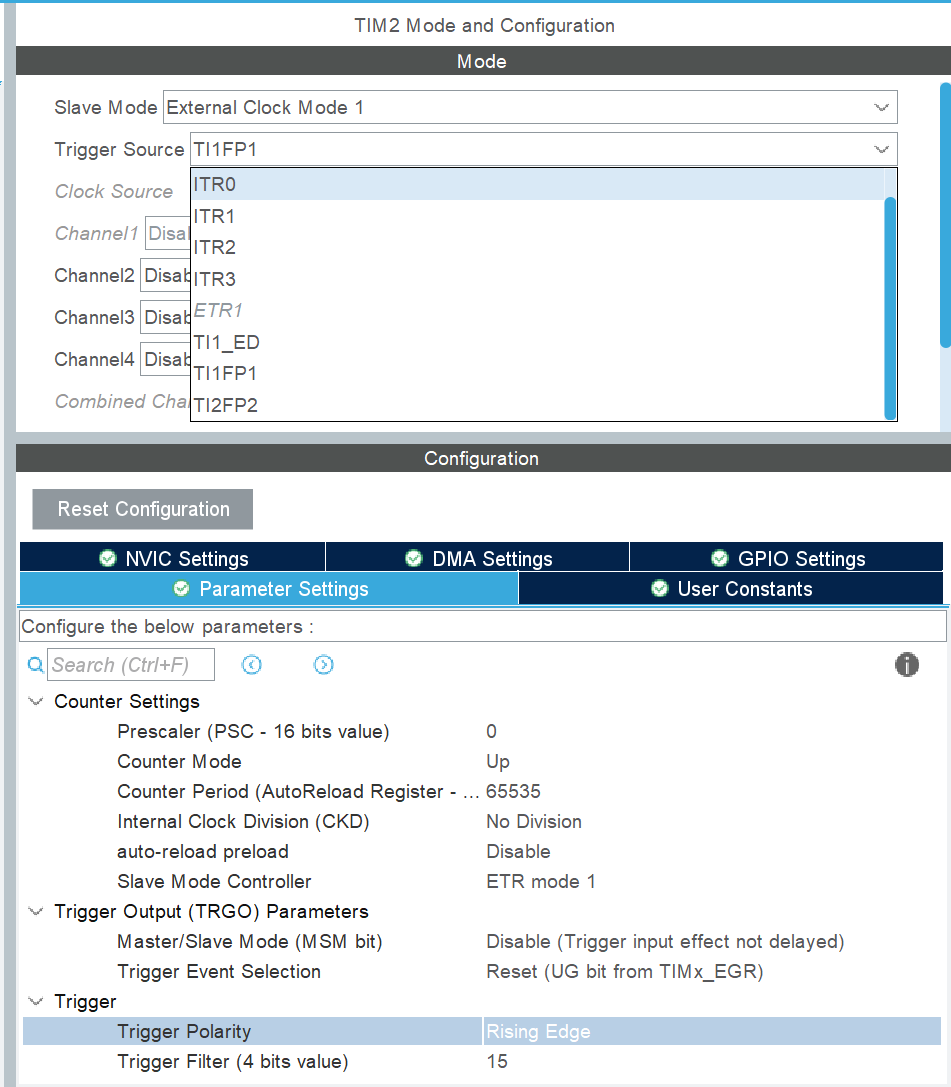 TIM2 Mode and Configuration
Mode
Slave Mode External Clock Mode 1
Trigger Source TI1FP1
Clock Source ITR0
ITR1
Channel1 Disa
ITR2
Channel2 Disab ITR3
ETR1
Channel3 Disab
TI1_ED
Channel4 Disab
TI1FP1
Combined Cha TI2FP2
Configuration
Reset Configuration
NVIC Settings DMA Settings GPIO Settings
Parameter Settings User Constants
Configure the below parameters :
Search (Ctrl+F)
Counter Settings
Prescaler (PSC - 16 bits value) 0
Counter Mode Up
Counter Period (AutoReload Register - ... 65535
Internal Clock Division (CKD) No Division
auto-reload preload Disable
Slave Mode Controller ETR mode 1
Trigger Output (TRGO) Parameters
Master/Slave Mode (MSM bit) Disable (Trigger input effect not delayed)
Trigger Event Selection Reset (UG bit from TIMx_EGR)
Trigger
Trigger Polarity Rising Edge
Trigger Filter (4 bits value) 15